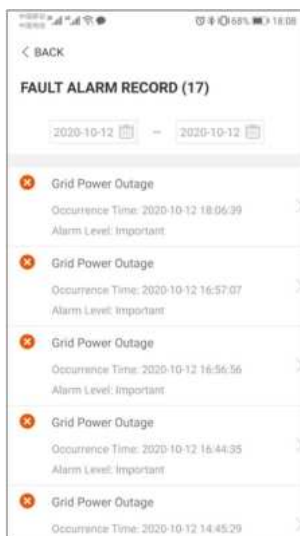 68% 18:08
< BACK
FAULT ALARM RECORD (17)
2020-10-12 – 2020-10-12
Grid Power Outage
Occurrence Time: 2020-10-12 18:06:39
Alarm Level: Important
Grid Power Outage
Occurrence Time: 2020-10-12 16:57:07
Alarm Level: Important
Grid Power Outage
Occurrence Time: 2020-10-12 16:56:56
Alarm Level: Important
Grid Power Outage
Occurrence Time: 2020-10-12 16:44:35
Alarm Level: Important
Grid Power Outage
Occurrence Time: 2020-10-12 14:45:29